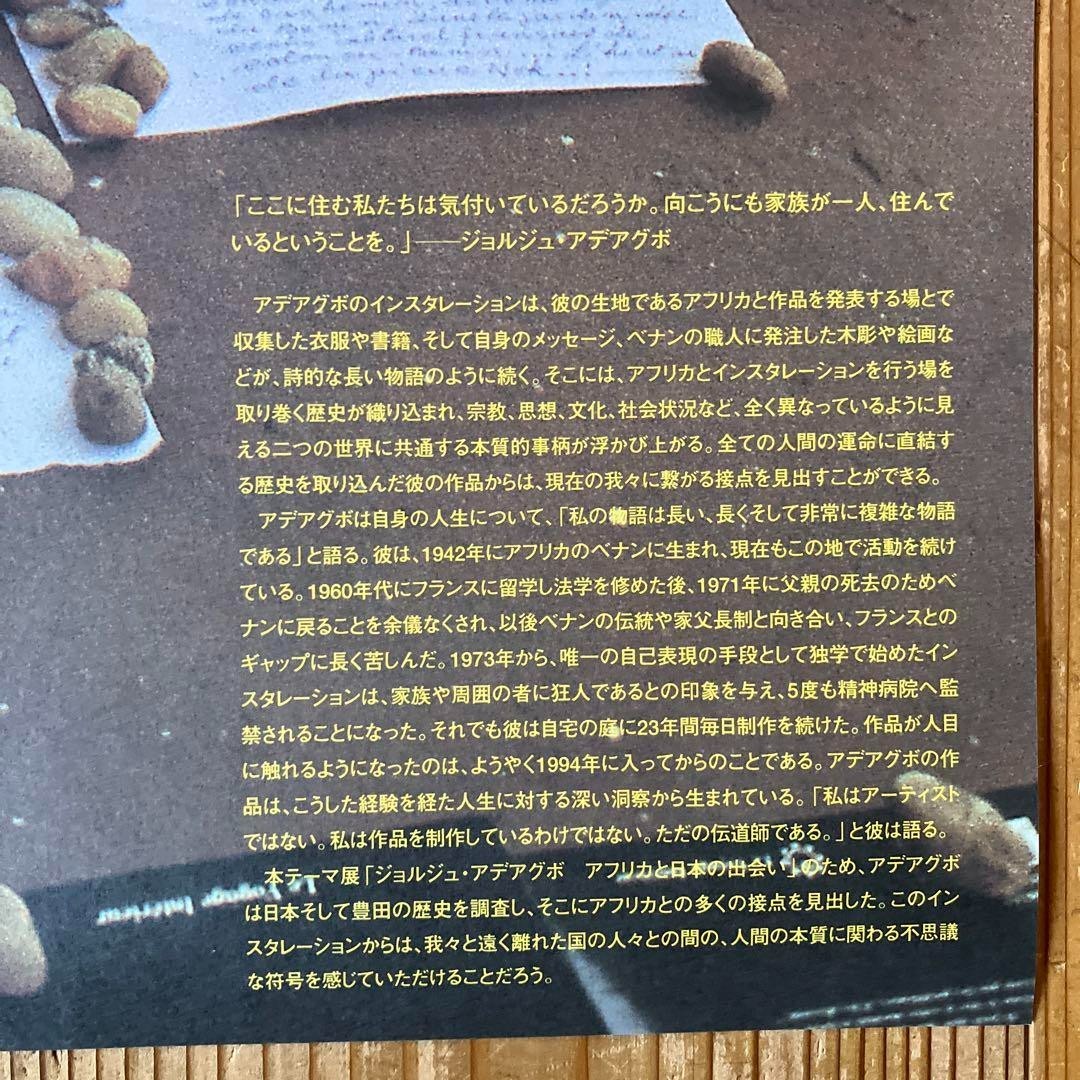 「ここに住む私たちは気付いているだろうか。向こうにも家族が一人、住んで
いるということを。」——ジョルジュ・アデアグボ
アデアグボのインスタレーションは、彼の生地であるアフリカと作品を発表する場とで
収集した衣服や書籍、そして自身のメッセージ、ベナンの職人に発注した木彫や絵画な
どが、詩的な長い物語のように続く。そこには、アフリカとインスタレーションを行う場を
取り巻く歴史が織り込まれ、宗教、思想、文化、社会状況など、全く異なっているように見
える二つの世界に共通する本質的事柄が浮かび上がる。全ての人間の運命に直結す
る歴史を取り込んだ彼の作品からは、現在の我々に繋がる接点を見出すことができる。
アデアグボは自身の人生について、「私の物語は長い、長くそして非常に複雑な物語
である」と語る。彼は、1942年にアフリカのベナンに生まれ、現在もこの地で活動を続け
ている。1960年代にフランスに留学し法学を修めた後、1971年に父親の死去のためベ
ナンに戻ることを余儀なくされ、以後ベナンの伝統や家父長制と向き合い、フランスとの
ギャップに長く苦しんだ。1973年から、唯一の自己表現の手段として独学で始めたイン
スタレーションは、家族や周囲の者に狂人であるとの印象を与え、5度も精神病院へ監
禁されることになった。それでも彼は自宅の庭に23年間毎日制作を続けた。作品が人目
に触れるようになったのは、ようやく1994年に入ってからのことである。アデアグボの作
品は、こうした経験を経た人生に対する深い洞察から生まれている。「私はアーティスト
ではない。私は作品を制作しているわけではない。ただの伝道師である。」と彼は語る。
本テーマ展「ジョルジュ・アデアグボ　アフリカと日本の出会い」のため、アデアグボ
は日本そして豊田の歴史を調査し、そこにアフリカとの多くの接点を見出した。このイン
スタレーションからは、我々と遠く離れた国の人々との間の、人間の本質に関わる不思議
な符号を感じていただけることだろう。
Le Voyage Intérieur